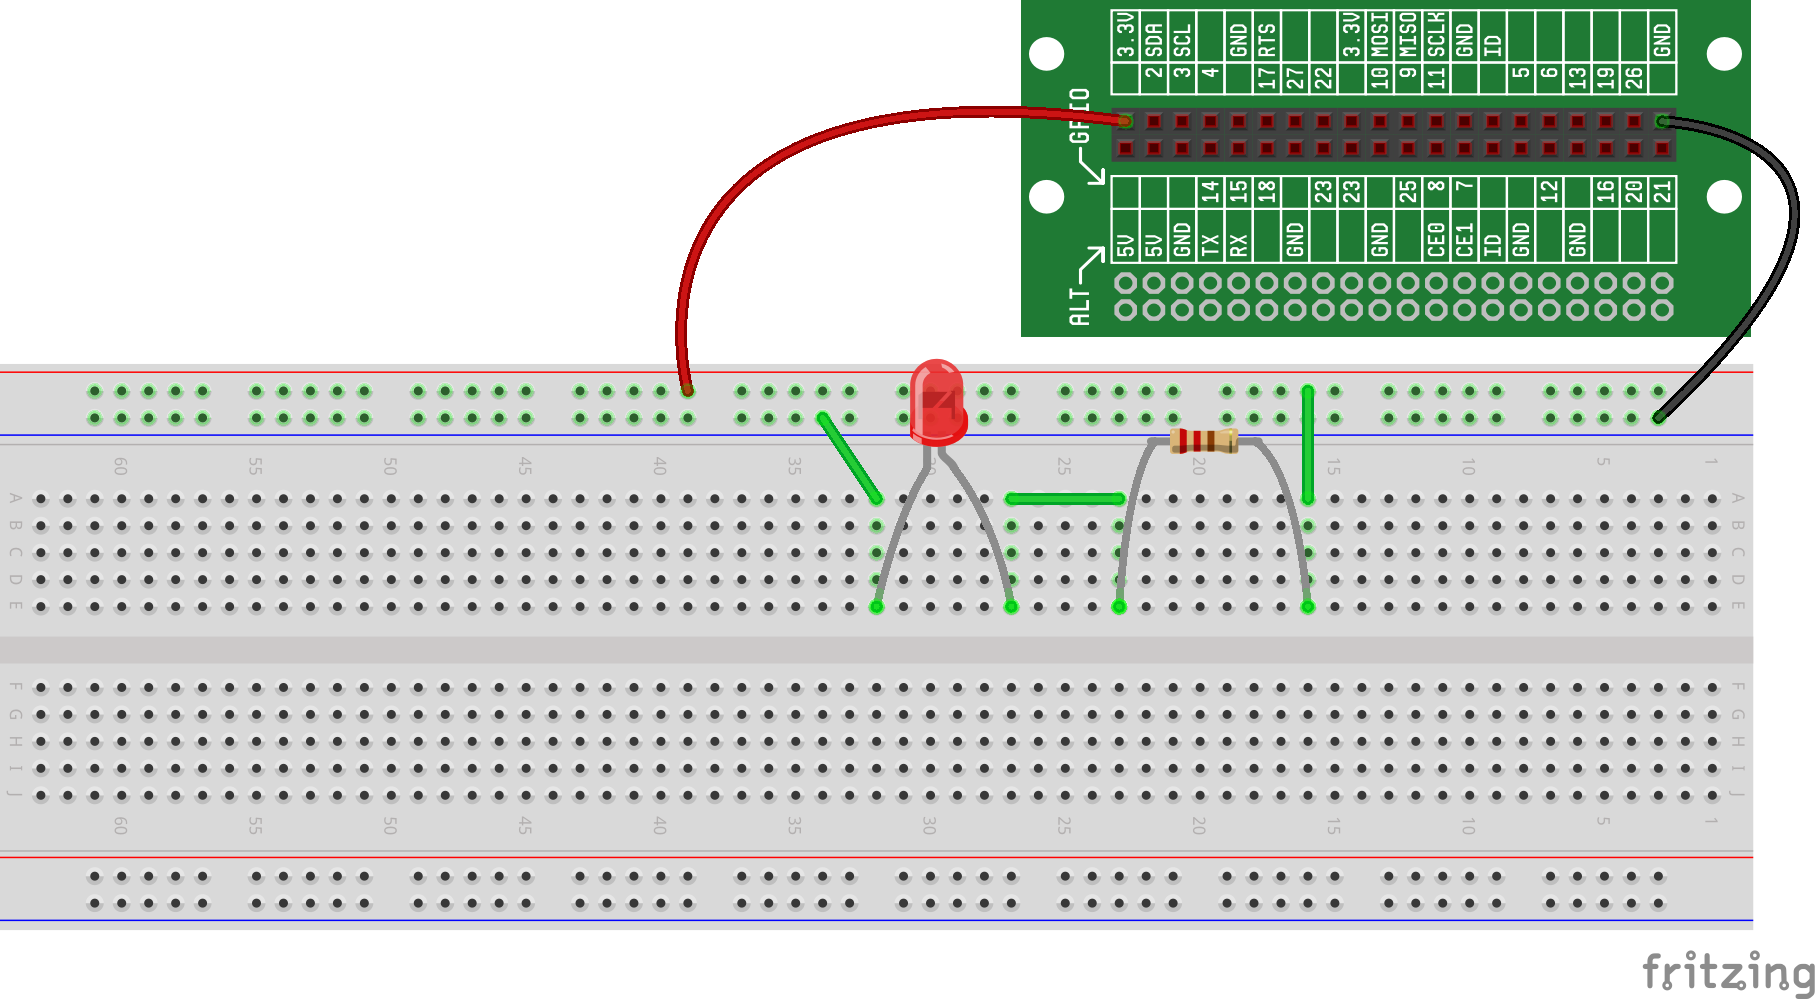 3.3V SDA SCL GND RTS 3.3V MOSI MISO SCLK GND ID GND
2 3 4 17 27 22 10 9 11 5 6 13 19 26
GPIO
14 15 18 23 23 25 8 7 12 16 20 21
5V 5V GND TX RX GND GND CE0 CE1 ID GND GND
ALT
60 55 50 45 40 35 30 25 20 15 10 5 1
A A
B B
C C
D D
E E
F F
G G
H H
I I
J J
60 55 50 45 40 35 30 25 20 15 10 5 1
fritzing